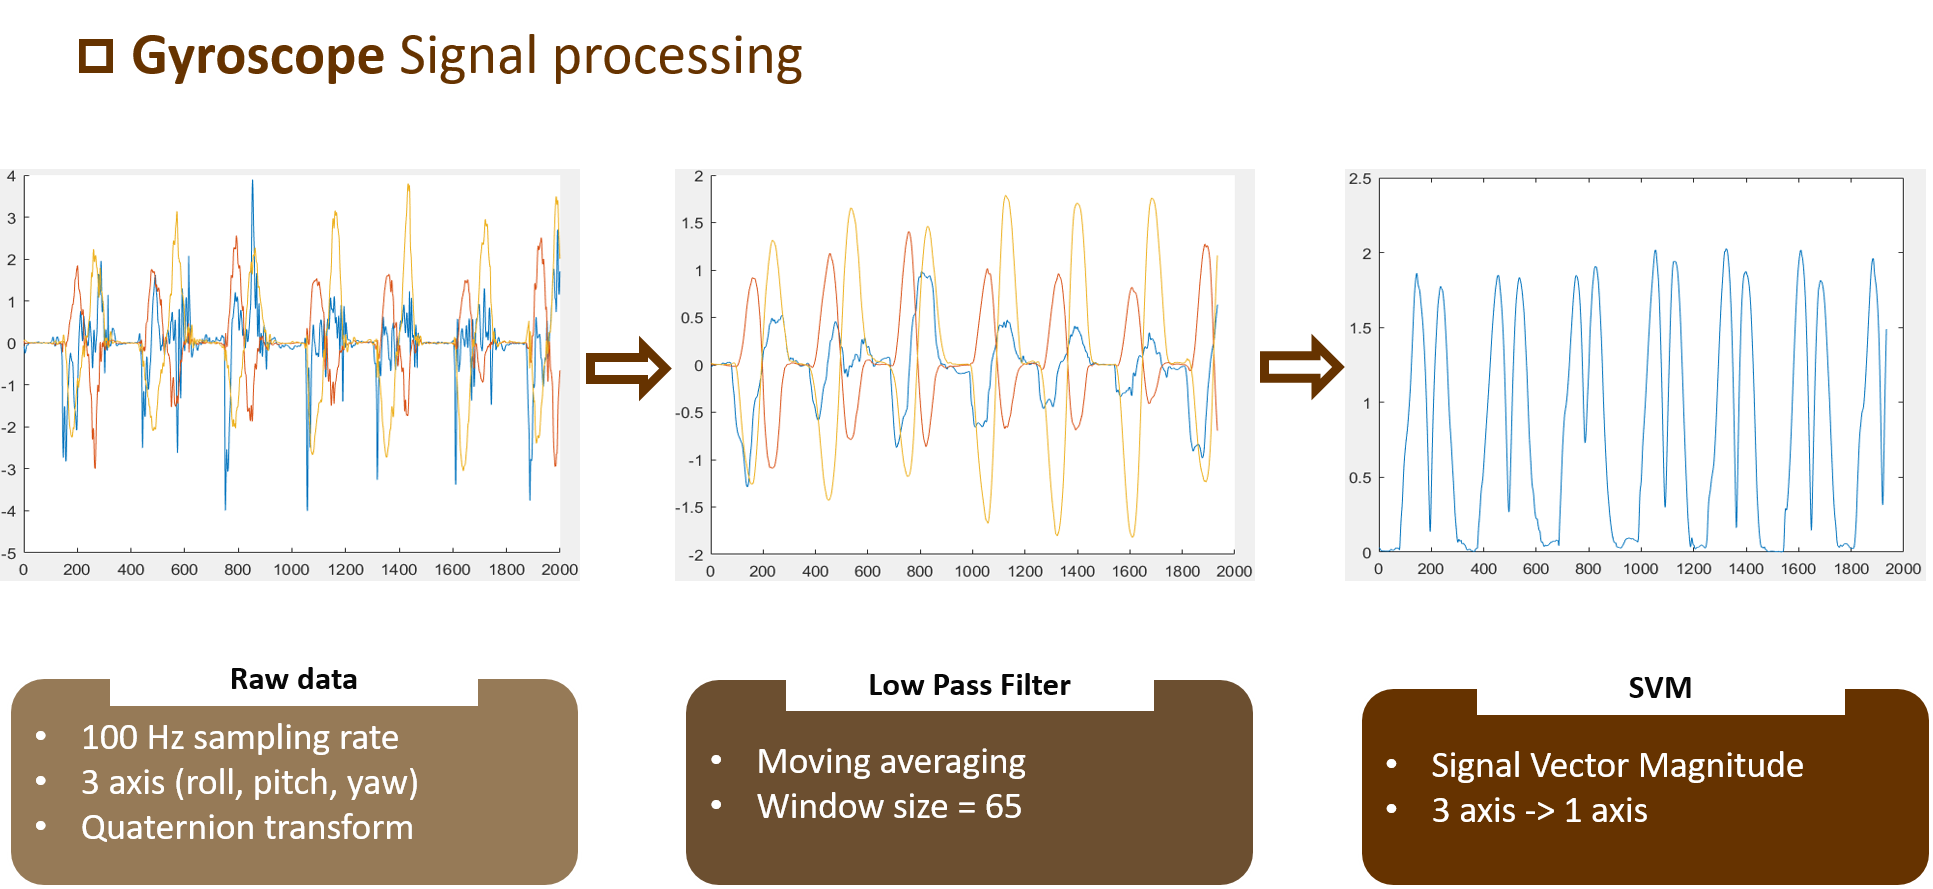 Gyroscope Signal processing
4
3
2
1
0
-1
-2
-3
-4
-5
0 200 400 600 800 1000 1200 1400 1600 1800 2000
2
1.5
1
0.5
0
-0.5
-1
-1.5
-2
0 200 400 600 800 1000 1200 1400 1600 1800 2000
2.5
2
1.5
1
0.5
0
0 200 400 600 800 1000 1200 1400 1600 1800 2000
Raw data
• 100 Hz sampling rate
• 3 axis (roll, pitch, yaw)
• Quaternion transform
Low Pass Filter
• Moving averaging
• Window size = 65
SVM
• Signal Vector Magnitude
• 3 axis -> 1 axis